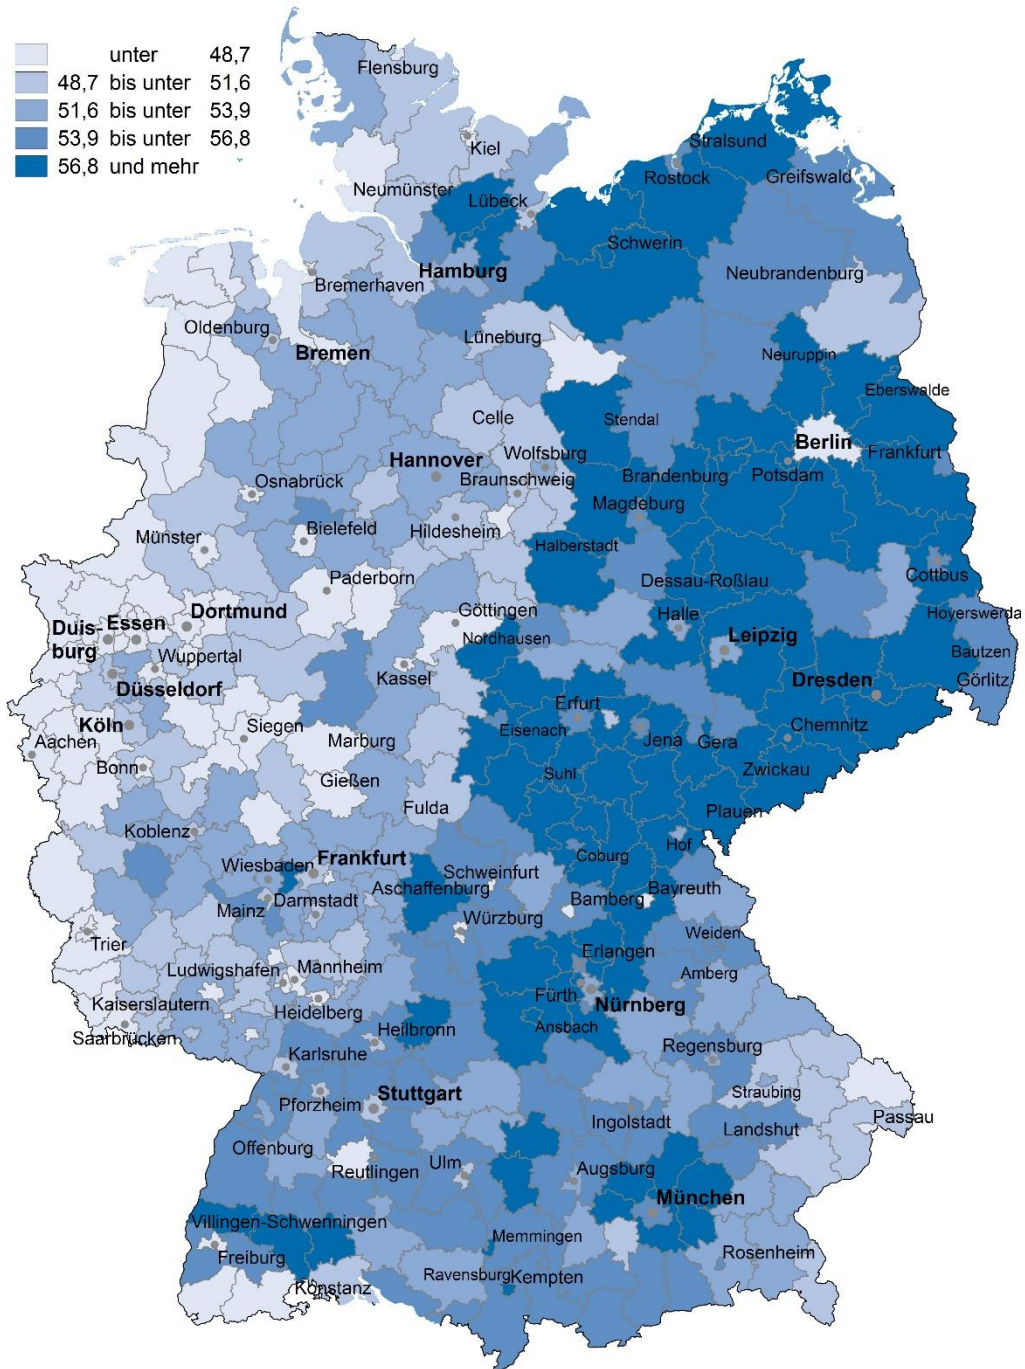 unter 48,7
48,7 bis unter 51,6
51,6 bis unter 53,9
53,9 bis unter 56,8
56,8 und mehr
Flensburg
Kiel
Stralsund
Rostock
Greifswald
Neumünster
Lübeck
Schwerin
Hamburg
Neubrandenburg
Bremerhaven
Oldenburg
Lüneburg
Bremen
Neuruppin
Eberswalde
Celle
Stendal
Berlin
Hannover
Wolfsburg
Frankfurt
Osnabrück
Braunschweig
Brandenburg
Potsdam
Magdeburg
Bielefeld
Hildesheim
Münster
Halberstadt
Cottbus
Paderborn
Dessau-Roßlau
Dortmund
Göttingen
Halle
Hoyerswerda
Duis-
burg
Essen
Nordhausen
Leipzig
Bautzen
Wuppertal
Kassel
Düsseldorf
Dresden
Görlitz
Köln
Siegen
Erfurt
Eisenach
Chemnitz
Aachen
Marburg
Jena
Gera
Bonn
Gießen
Suhl
Zwickau
Fulda
Plauen
Koblenz
Hof
Wiesbaden
Frankfurt
Coburg
Schweinfurt
Aschaffenburg
Bayreuth
Mainz
Darmstadt
Bamberg
Würzburg
Trier
Weiden
Erlangen
Ludwigshafen
Mannheim
Amberg
Kaiserslautern
Fürth
Nürnberg
Heidelberg
Saarbrücken
Heilbronn
Ansbach
Karlsruhe
Regensburg
Stuttgart
Straubing
Pforzheim
Passau
Ingolstadt
Landshut
Offenburg
Reutlingen
Ulm
Augsburg
München
Villingen-Schwenningen
Memmingen
Freiburg
Rosenheim
Ravensburg
Kempten
Konstanz